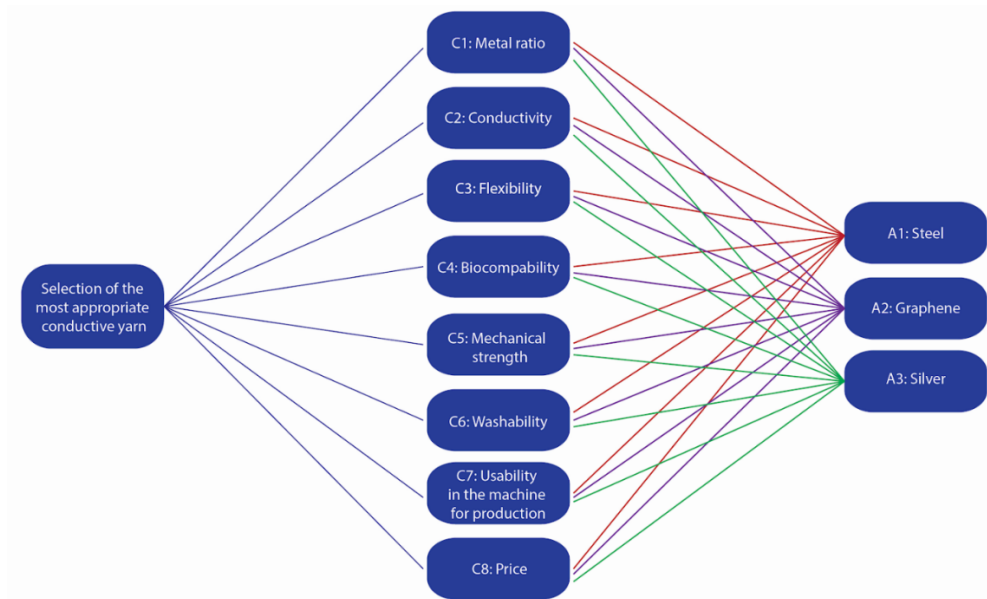 Selection of the
most appropriate
conductive yarn
C1: Metal ratio
C2: Conductivity
C3: Flexibility
C4: Biocompability
C5: Mechanical
strength
C6: Washability
C7: Usability
in the machine
for production
C8: Price
A1: Steel
A2: Graphene
A3: Silver